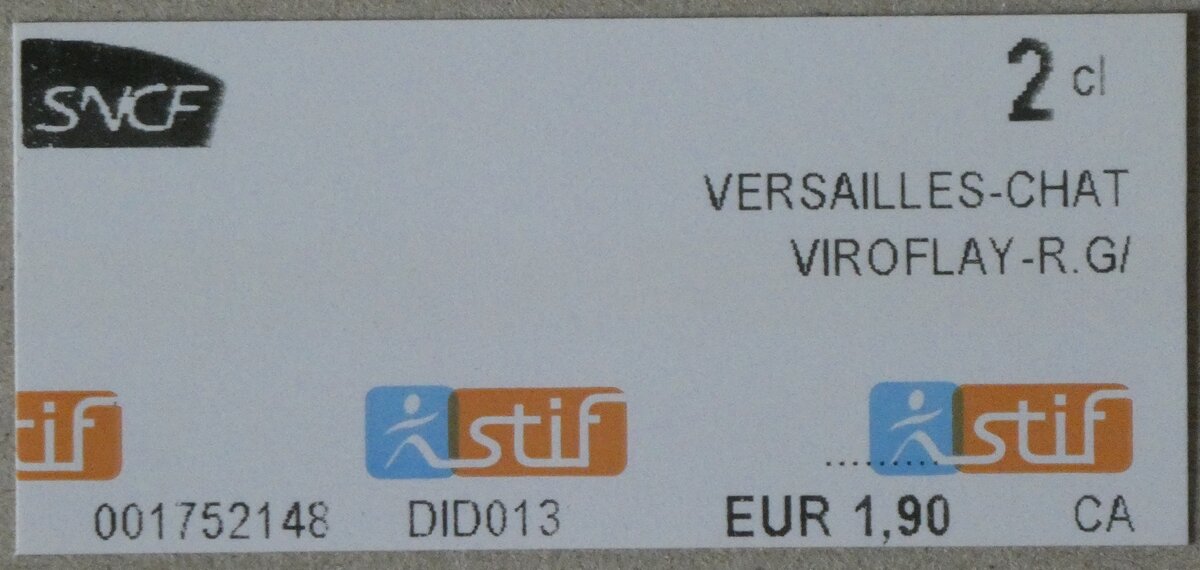 SNCF
2 cl
VERSAILLES-CHAT
VIROFLAY-R.G/
tif stif stif
001752148 DID013 EUR 1,90 CA